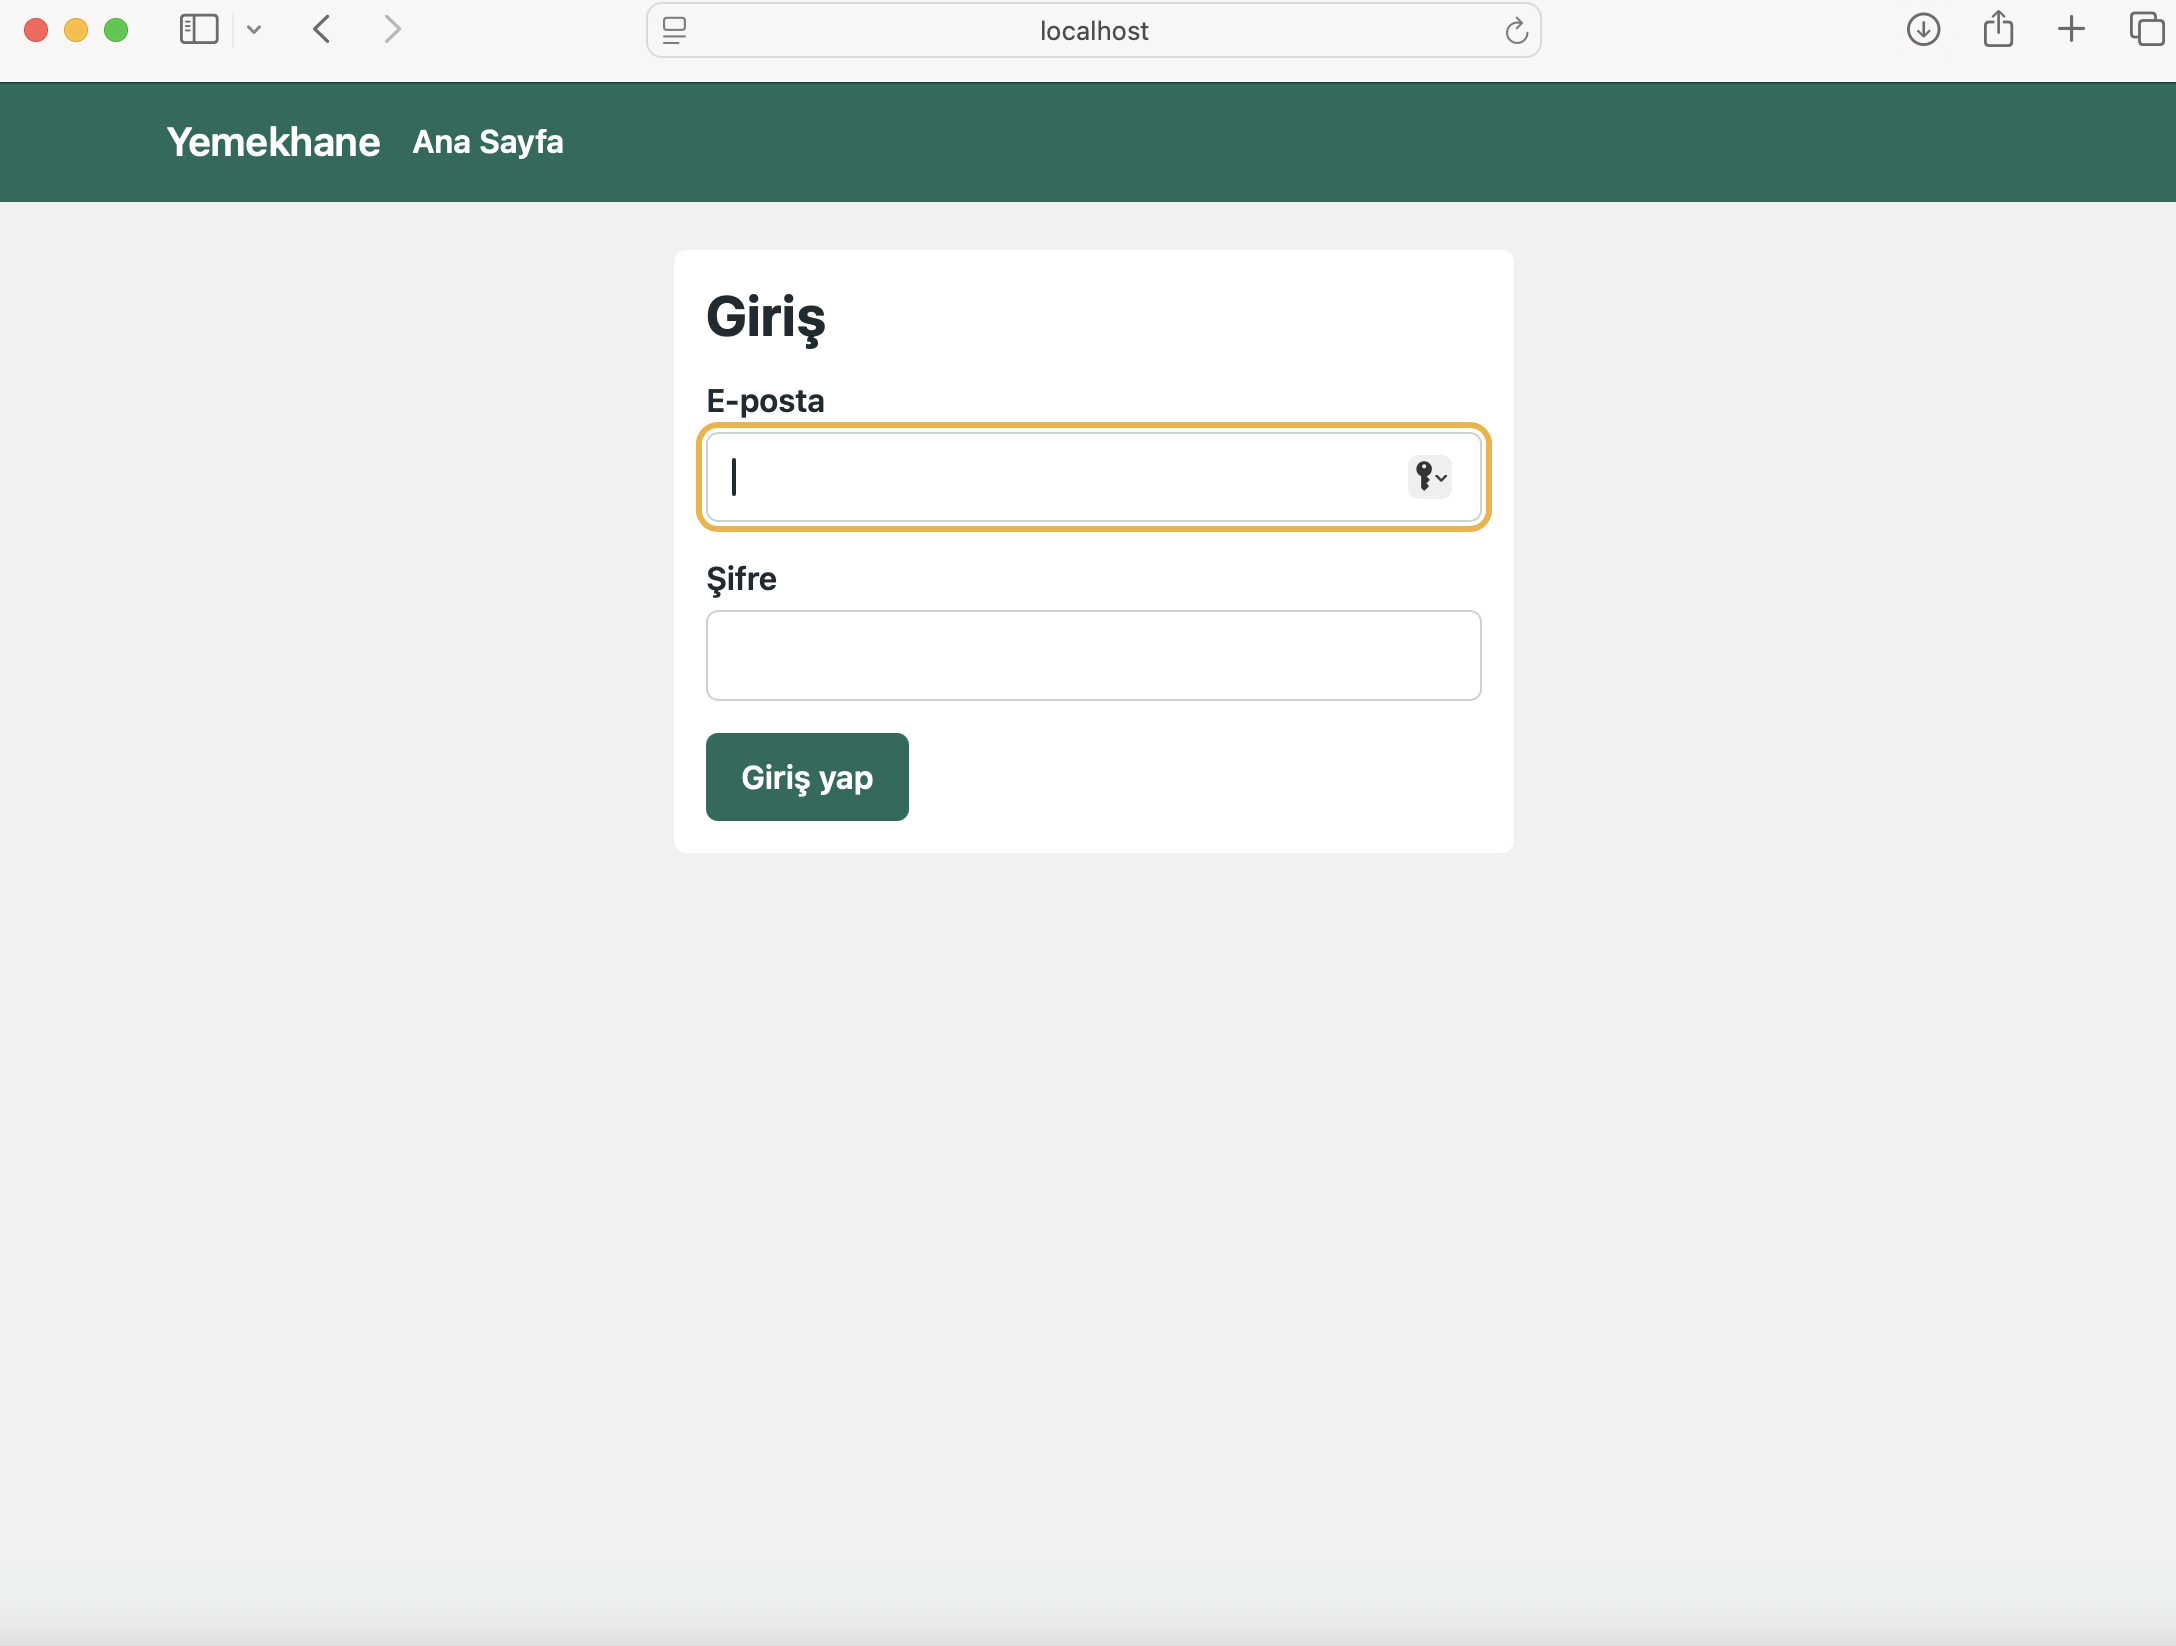 localhost
Yemekhane Ana Sayfa
Giriş
E-posta
Şifre
Giriş yap